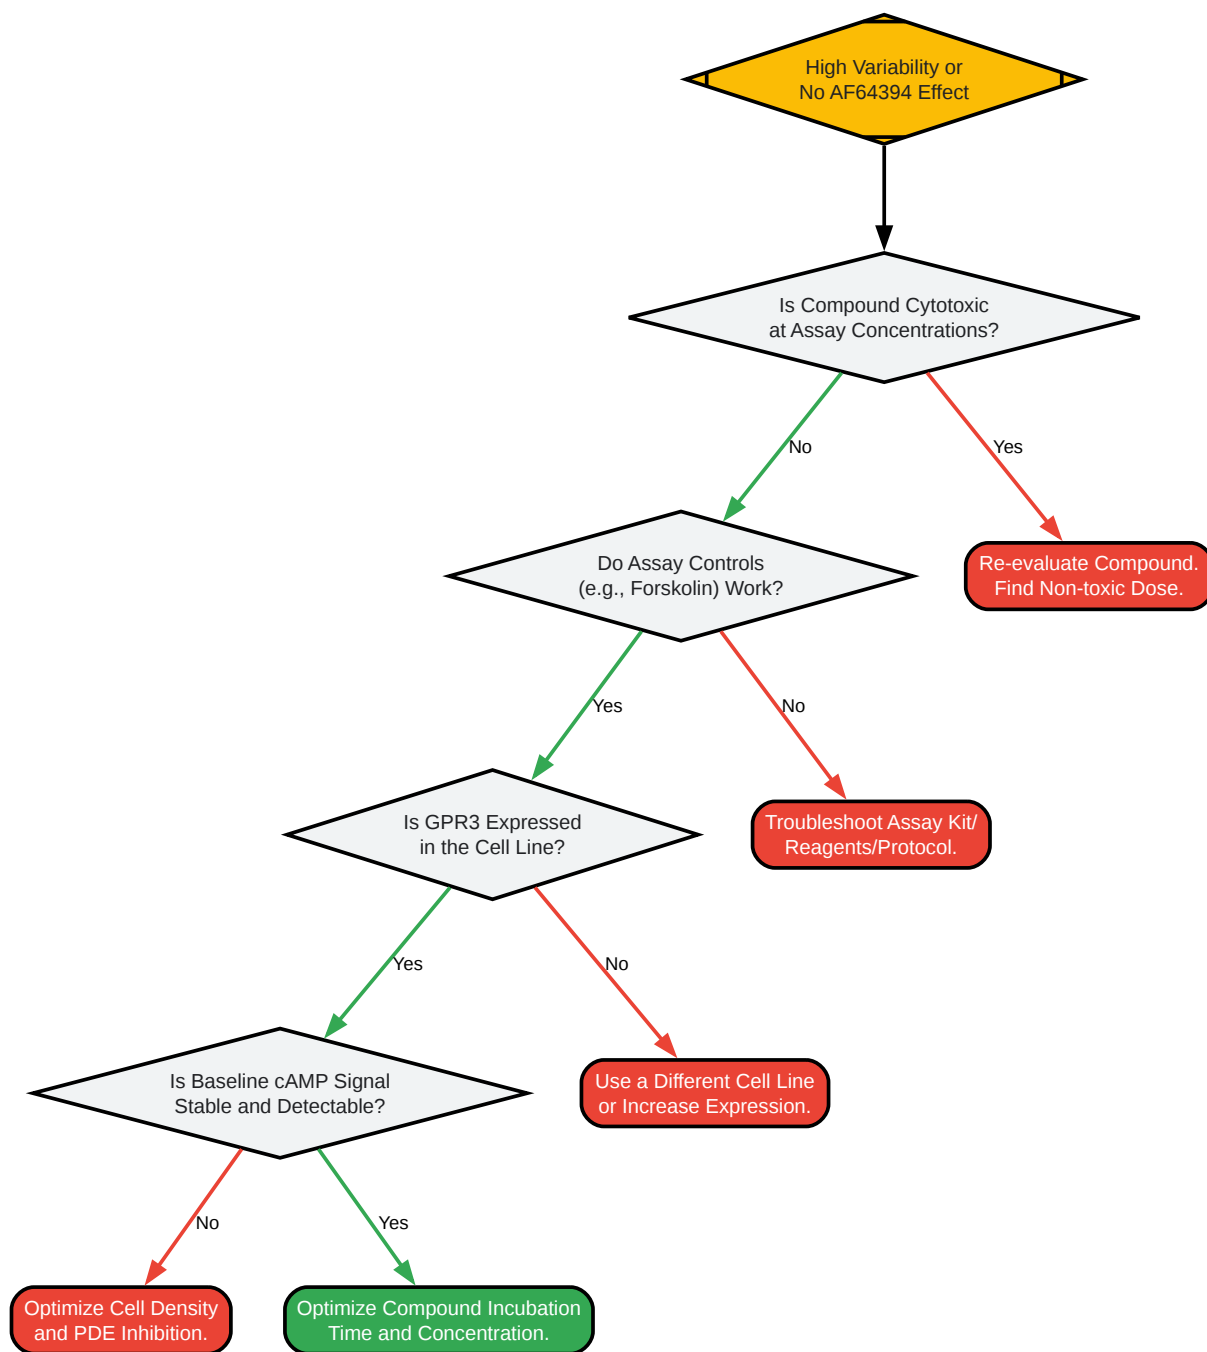 High Variability or
No AF64394 Effect
Is Compound Cytotoxic
at Assay Concentrations?
No
Yes
Do Assay Controls
(e.g., Forskolin) Work?
Re-evaluate Compound.
Find Non-toxic Dose.
Yes
No
Is GPR3 Expressed
in the Cell Line?
Troubleshoot Assay Kit/
Reagents/Protocol.
Yes
No
Is Baseline cAMP Signal
Stable and Detectable?
Use a Different Cell Line
or Increase Expression.
No
Yes
Optimize Cell Density
and PDE Inhibition.
Optimize Compound Incubation
Time and Concentration.